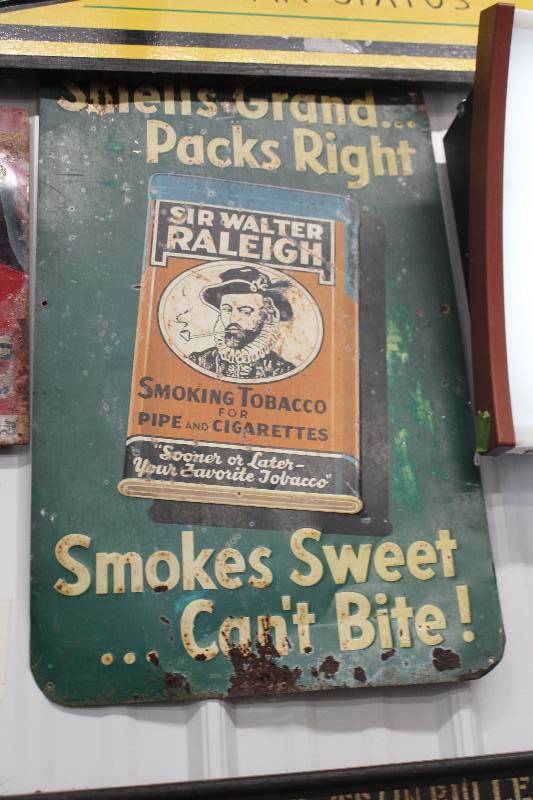 STATUS
Smells Grand...
Packs Right
SIR WALTER
RALEIGH
SMOKING TOBACCO
FOR
PIPE AND CIGARETTES
"Sooner or Later-
Your Favorite Tobacco"
Smokes Sweet
... Can't Bite!